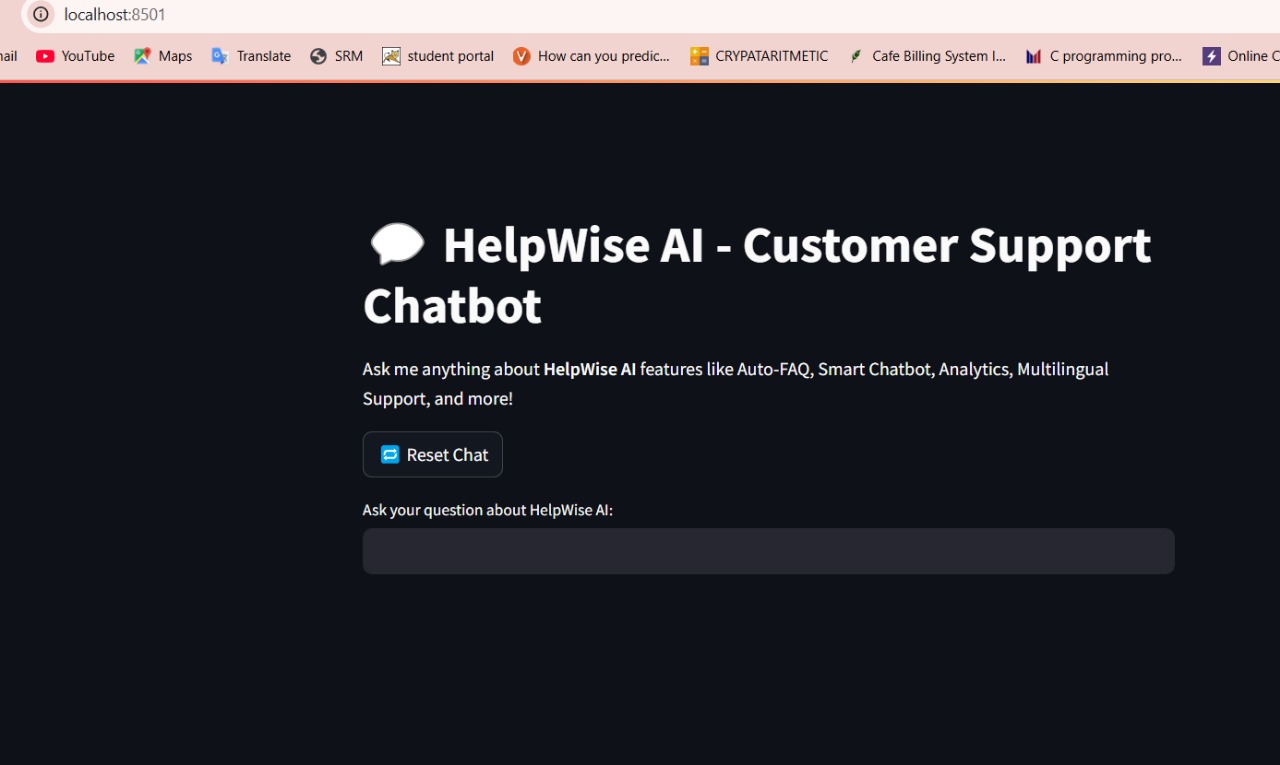 localhost:8501
ail YouTube Maps Translate SRM student portal How can you predic... CRYPATARITMETIC Cafe Billing System I... C programming pro... Online C
HelpWise AI - Customer Support
Chatbot
Ask me anything about HelpWise AI features like Auto-FAQ, Smart Chatbot, Analytics, Multilingual
Support, and more!
Reset Chat
Ask your question about HelpWise AI: